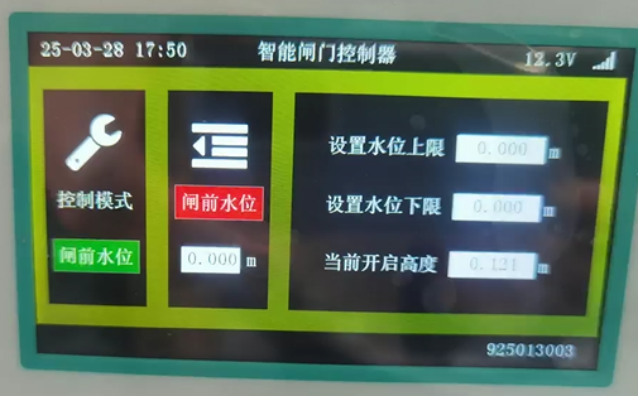 25-03-28 17:50 智能闸门控制器 12.3V
控制模式
闸前水位
闸前水位
0.000 m
设置水位上限 0.000 m
设置水位下限 0.000 m
当前开启高度 0.121 m
925013003